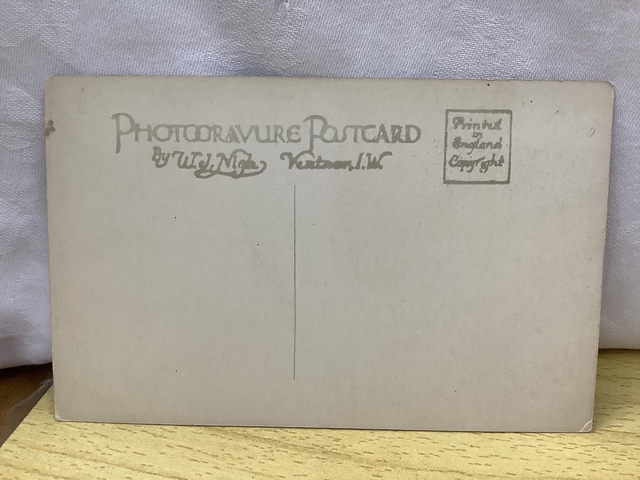 PHOTOGRAVURE POSTCARD
By W.J. Nigh, Ventnor, I.W.
Printed
in
England
Copyright